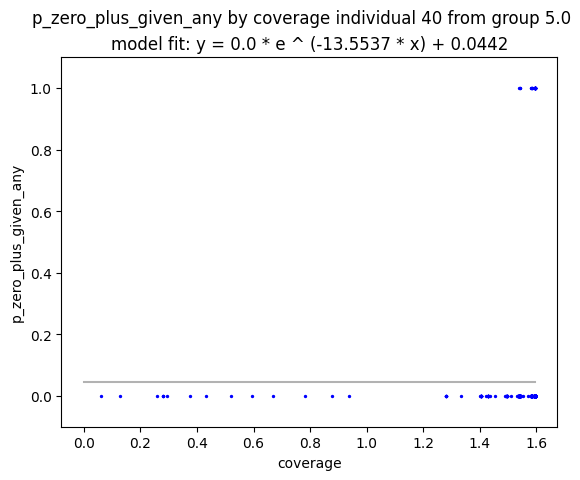 p_zero_plus_given_any by coverage individual 40 from group 5.0
model fit: y = 0.0 * e ^ (-13.5537 * x) + 0.0442
1.0
0.8
0.6
0.4
0.2
0.0
p_zero_plus_given_any
0.0 0.2 0.4 0.6 0.8 1.0 1.2 1.4 1.6
coverage